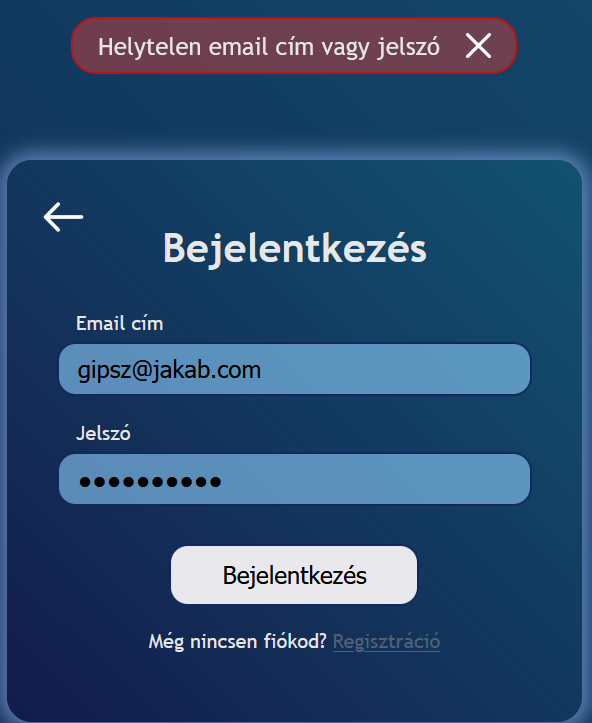 Helytelen email cím vagy jelszó
Bejelentkezés
Email cím
gipsz@jakab.com
Jelszó
••••••••••
Bejelentkezés
Még nincsen fiókod? Regisztráció